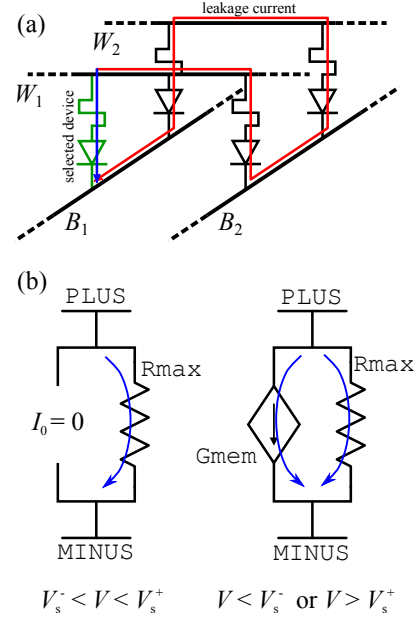 (a)
leakage current
W₂
W₁
selected device
B₁
B₂
(b)
PLUS
PLUS
Rmax
Rmax
I₀ = 0
Gmem
MINUS
MINUS
Vₛ⁻ < V < Vₛ⁺
V < Vₛ⁻ or V > Vₛ⁺